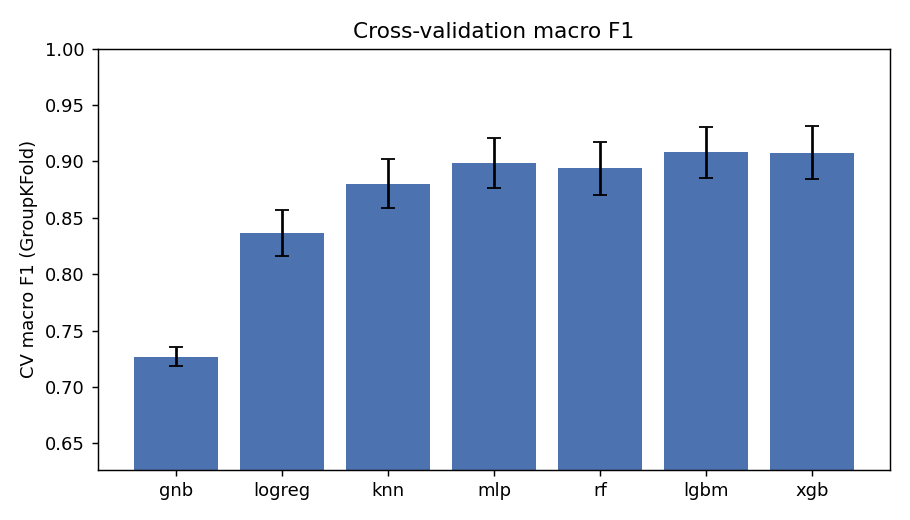 Cross-validation macro F1
CV macro F1 (GroupKFold)
1.00
0.95
0.90
0.85
0.80
0.75
0.70
0.65
gnb logreg knn mlp rf lgbm xgb